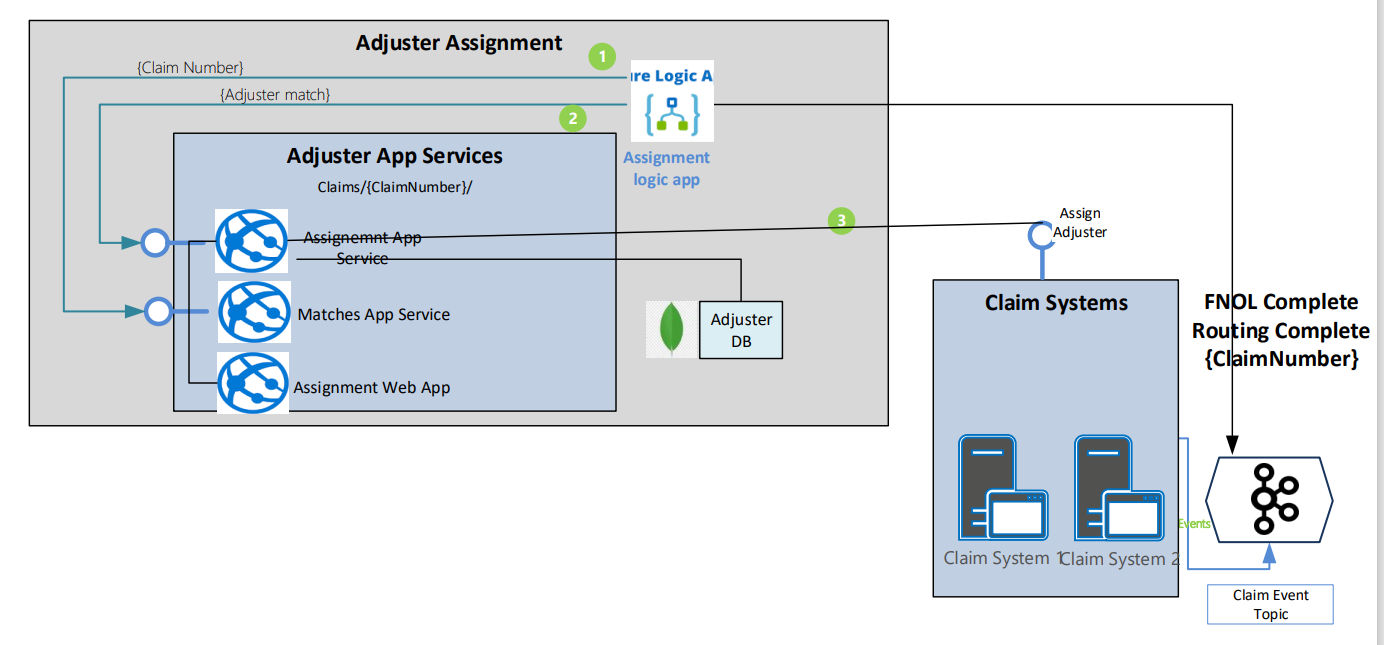 Adjuster Assignment
1
{Claim Number}
ure Logic A
{Adjuster match}
2
Adjuster App Services
Assignment
logic app
Claims/{ClaimNumber}/
3
Assign
Adjuster
Assignemnt App
Service
Claim Systems
FNOL Complete
Routing Complete
{ClaimNumber}
Matches App Service
Adjuster
DB
Assignment Web App
Events
Claim System 1
Claim System 2
Claim Event
Topic